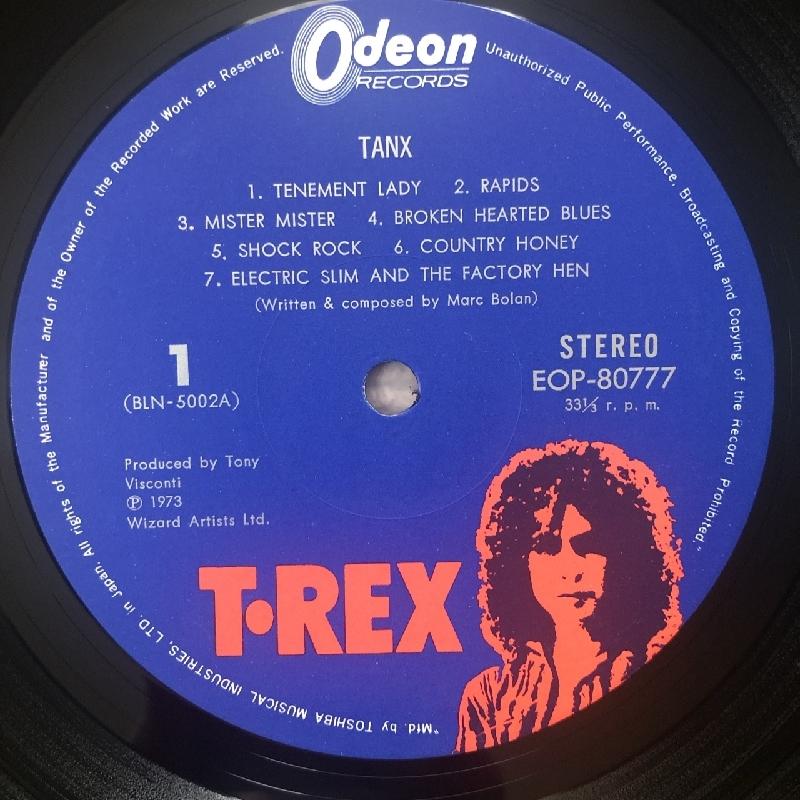 Odeon
RECORDS
TANX
1. TENEMENT LADY 2. RAPIDS
3. MISTER MISTER 4. BROKEN HEARTED BLUES
5. SHOCK ROCK 6. COUNTRY HONEY
7. ELECTRIC SLIM AND THE FACTORY HEN
(Written & composed by Marc Bolan)
1
(BLN-5002A)
STEREO
EOP-80777
33⅓ r. p. m.
Produced by Tony
Visconti
Ⓟ 1973
Wizard Artists Ltd.
T·REX
"Mfd. by TOSHIBA MUSICAL INDUSTRIES, LTD. in Japan. All rights of the Manufacturer and of the Owner of the Recorded Work are Reserved. Unauthorized Public Performance, Broadcasting and Copying of the Record Prohibited."